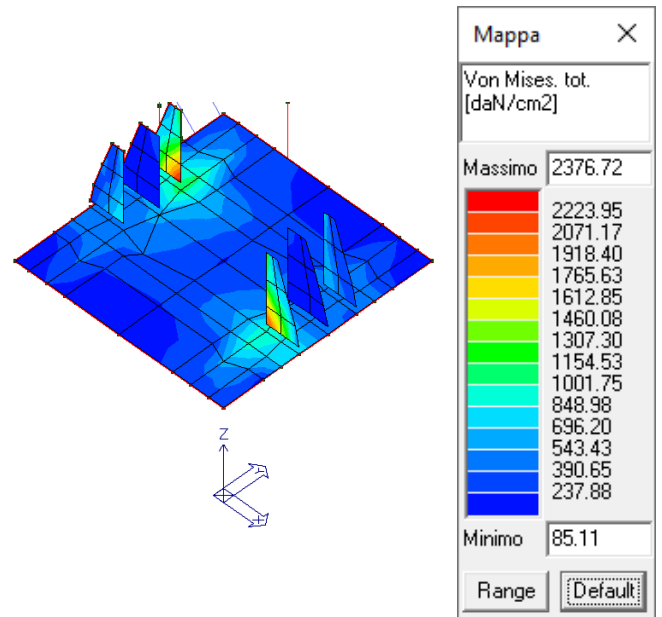 Mappa
Von Mises. tot.
[daN/cm2]
Massimo 2376.72
2223.95
2071.17
1918.40
1765.63
1612.85
1460.08
1307.30
1154.53
1001.75
848.98
696.20
543.43
390.65
237.88
Minimo 85.11
Range Default
Z